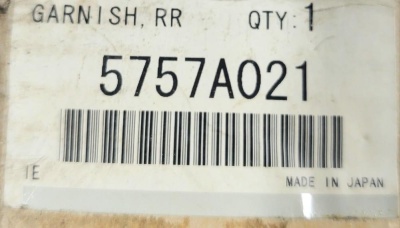 GARNISH, RR QTY: 1
5757A021
IE
MADE IN JAPAN